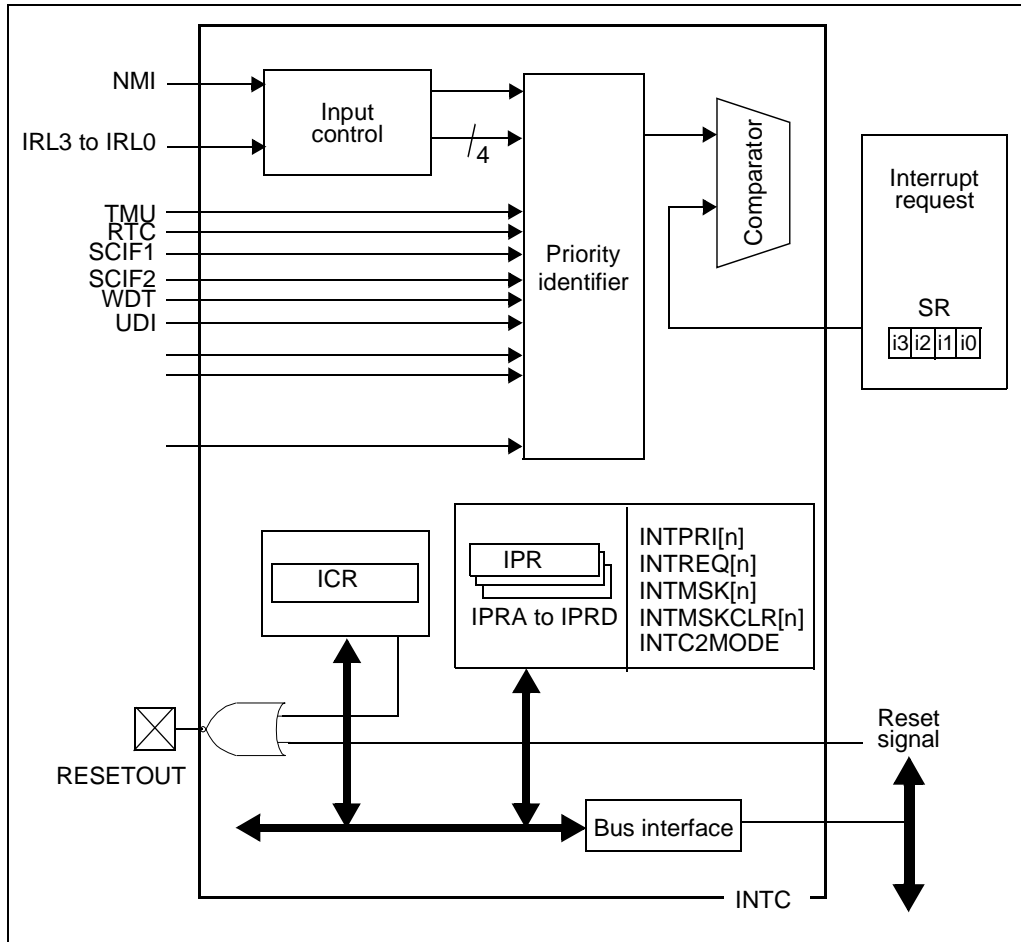 NMI
IRL3 to IRL0
Input
control
4
TMU
RTC
SCIF1
SCIF2
WDT
UDI
Priority
identifier
Comparator
Interrupt
request
SR
i3 i2 i1 i0
ICR
IPR
IPRA to IPRD
INTPRI[n]
INTREQ[n]
INTMSK[n]
INTMSKCLR[n]
INTC2MODE
RESETOUT
Reset
signal
Bus interface
INTC